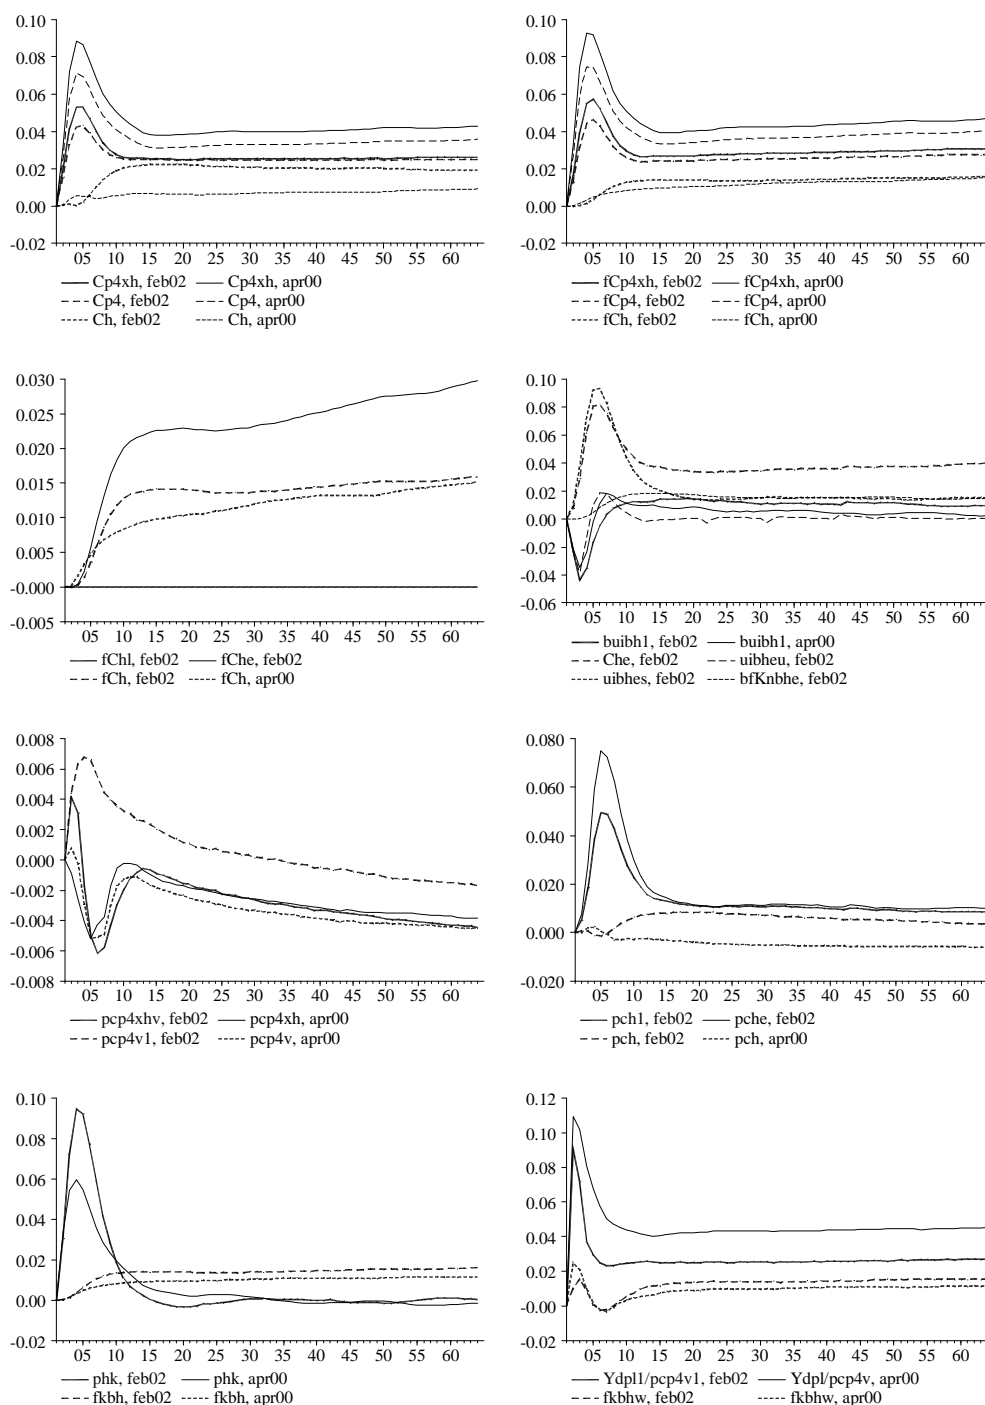 0.10
0.08
0.06
0.04
0.02
0.00
-0.02
05 10 15 20 25 30 35 40 45 50 55 60
Cp4xh, feb02 Cp4xh, apr00
Cp4, feb02 Cp4, apr00
Ch, feb02 Ch, apr00
0.10
0.08
0.06
0.04
0.02
0.00
-0.02
05 10 15 20 25 30 35 40 45 50 55 60
fCp4xh, feb02 fCp4xh, apr00
fCp4, feb02 fCp4, apr00
fCh, feb02 fCh, apr00
0.030
0.025
0.020
0.015
0.010
0.005
-0.000
-0.005
05 10 15 20 25 30 35 40 45 50 55 60
fChl, feb02 fChe, feb02
fCh, feb02 fCh, apr00
0.10
0.08
0.06
0.04
0.02
-0.00
-0.02
-0.04
-0.06
05 10 15 20 25 30 35 40 45 50 55 60
buibh1, feb02 buibh1, apr00
Che, feb02 uibheu, feb02
uibhes, feb02 bfKnbhe, feb02
0.008
0.006
0.004
0.002
-0.000
-0.002
-0.004
-0.006
-0.008
05 10 15 20 25 30 35 40 45 50 55 60
pcp4xhv, feb02 pcp4xh, apr00
pcp4v1, feb02 pcp4v, apr00
0.080
0.060
0.040
0.020
-0.000
-0.020
05 10 15 20 25 30 35 40 45 50 55 60
pch1, feb02 pche, feb02
pch, feb02 pch, apr00
0.10
0.08
0.06
0.04
0.02
-0.00
-0.02
05 10 15 20 25 30 35 40 45 50 55 60
phk, feb02 phk, apr00
fkbh, feb02 fkbh, apr00
0.12
0.10
0.08
0.06
0.04
0.02
-0.00
-0.02
05 10 15 20 25 30 35 40 45 50 55 60
Ydpl1/pcp4v1, feb02 Ydpl/pcp4v, apr00
fkbhw, feb02 fkbhw, apr00